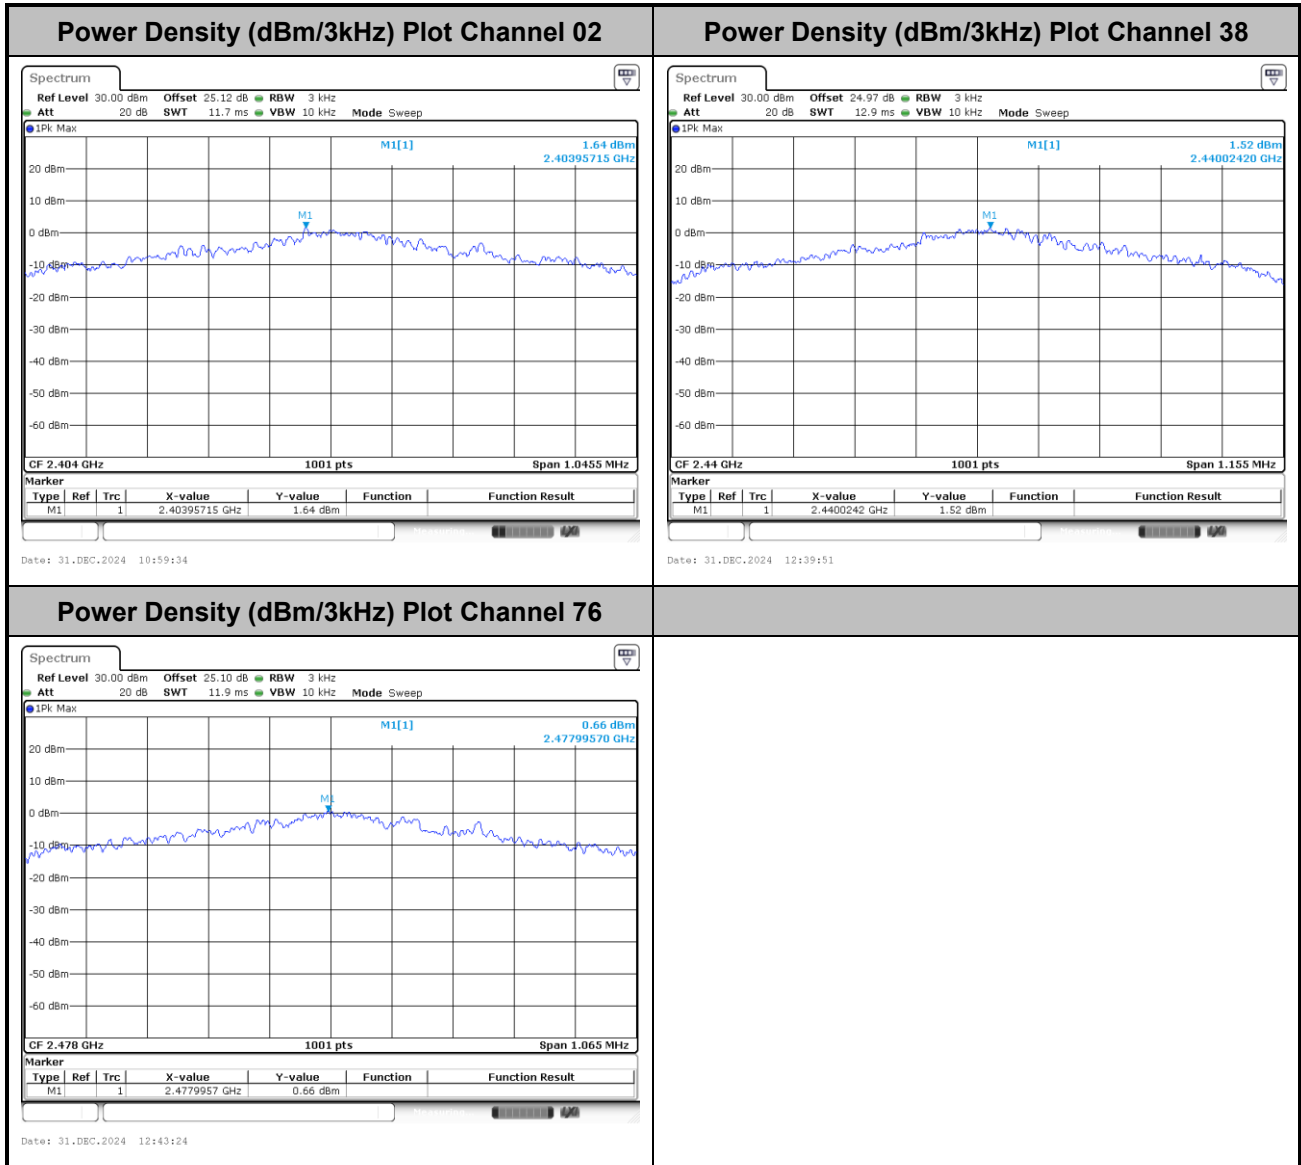 Power Density (dBm/3kHz) Plot Channel 02
Spectrum
Ref Level 30.00 dBm Offset 25.12 dB RBW 3 kHz
Att 20 dB SWT 11.7 ms VBW 10 kHz Mode Sweep
1Pk Max
M1[1] 1.64 dBm
2.40395715 GHz
20 dBm
10 dBm
M1
0 dBm
-10 dBm
-20 dBm
-30 dBm
-40 dBm
-50 dBm
-60 dBm
CF 2.404 GHz 1001 pts Span 1.0455 MHz
Marker
Type Ref Trc X-value Y-value Function Function Result
M1 1 2.40395715 GHz 1.64 dBm
Date: 31.DEC.2024 10:59:34
Power Density (dBm/3kHz) Plot Channel 38
Spectrum
Ref Level 30.00 dBm Offset 24.97 dB RBW 3 kHz
Att 20 dB SWT 12.9 ms VBW 10 kHz Mode Sweep
1Pk Max
M1[1] 1.52 dBm
2.44002420 GHz
20 dBm
10 dBm
M1
0 dBm
-10 dBm
-20 dBm
-30 dBm
-40 dBm
-50 dBm
-60 dBm
CF 2.44 GHz 1001 pts Span 1.155 MHz
Marker
Type Ref Trc X-value Y-value Function Function Result
M1 1 2.4400242 GHz 1.52 dBm
Date: 31.DEC.2024 12:39:51
Power Density (dBm/3kHz) Plot Channel 76
Spectrum
Ref Level 30.00 dBm Offset 25.10 dB RBW 3 kHz
Att 20 dB SWT 11.9 ms VBW 10 kHz Mode Sweep
1Pk Max
M1[1] 0.66 dBm
2.47799570 GHz
20 dBm
10 dBm
M1
0 dBm
-10 dBm
-20 dBm
-30 dBm
-40 dBm
-50 dBm
-60 dBm
CF 2.478 GHz 1001 pts Span 1.065 MHz
Marker
Type Ref Trc X-value Y-value Function Function Result
M1 1 2.4779957 GHz 0.66 dBm
Date: 31.DEC.2024 12:43:24